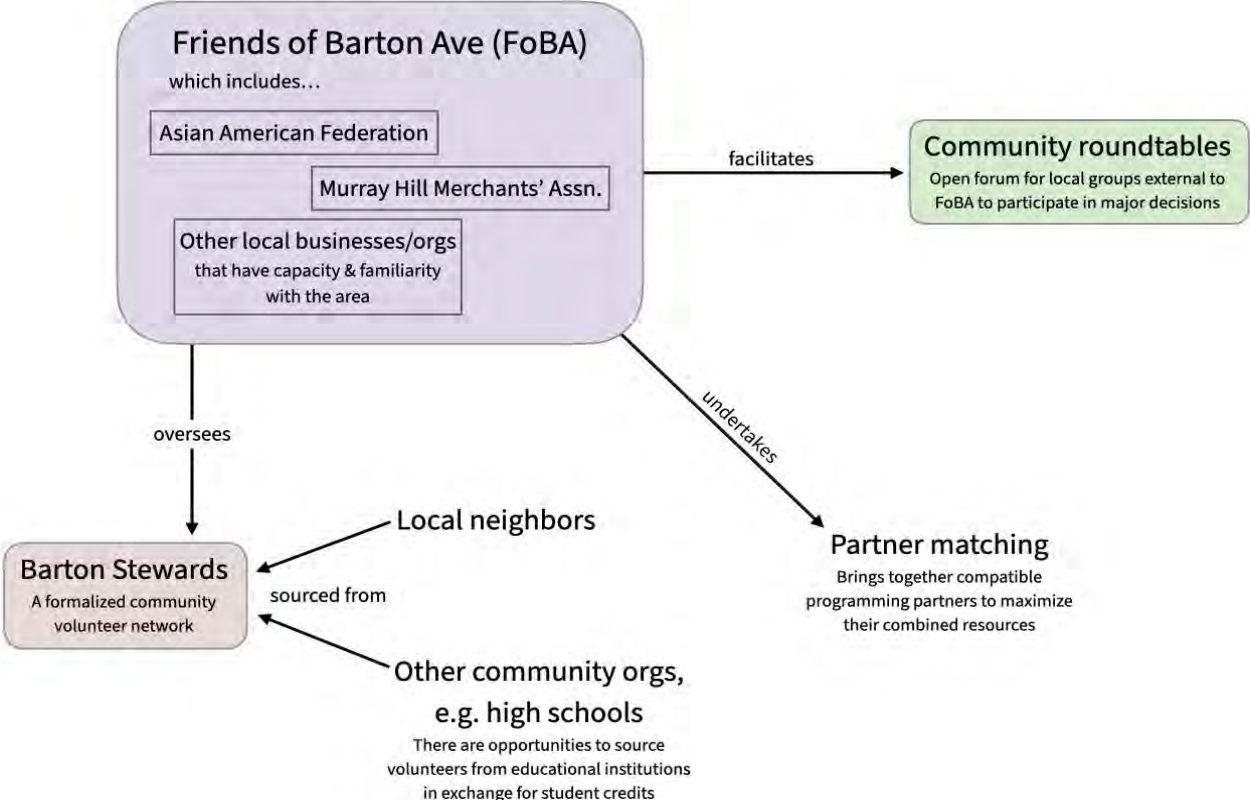 Friends of Barton Ave (FoBA)
which includes…
Asian American Federation
Murray Hill Merchants’ Assn.
Other local businesses/orgs
that have capacity & familiarity
with the area
facilitates
Community roundtables
Open forum for local groups external to
FoBA to participate in major decisions
oversees
undertakes
Barton Stewards
A formalized community
volunteer network
Local neighbors
sourced from
Other community orgs,
e.g. high schools
There are opportunities to source
volunteers from educational institutions
in exchange for student credits
Partner matching
Brings together compatible
programming partners to maximize
their combined resources